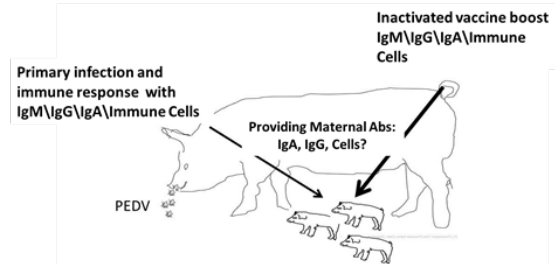 Inactivated vaccine boost
IgM\IgG\IgA\Immune
Cells
Primary infection and
immune response with
IgM\IgG\IgA\Immune Cells
Providing Maternal Abs:
IgA, IgG, Cells?
PEDV